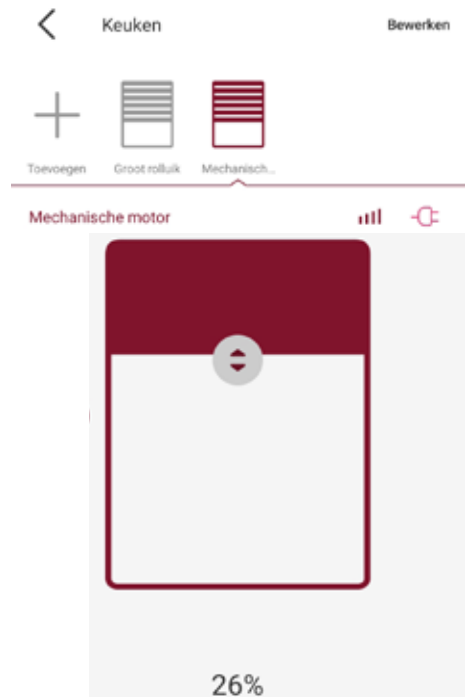 Keuken Bewerken
Toevoegen Groot rolluik Mechanisch...
Mechanische motor
26%